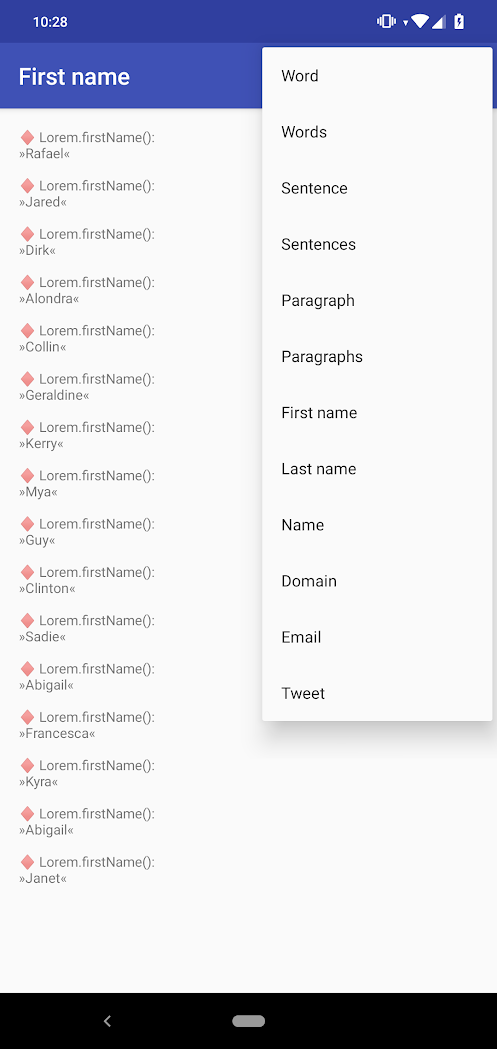 10:28
First name
Lorem.firstName():
»Rafael«
Lorem.firstName():
»Jared«
Lorem.firstName():
»Dirk«
Lorem.firstName():
»Alondra«
Lorem.firstName():
»Collin«
Lorem.firstName():
»Geraldine«
Lorem.firstName():
»Kerry«
Lorem.firstName():
»Mya«
Lorem.firstName():
»Guy«
Lorem.firstName():
»Clinton«
Lorem.firstName():
»Sadie«
Lorem.firstName():
»Abigail«
Lorem.firstName():
»Francesca«
Lorem.firstName():
»Kyra«
Lorem.firstName():
»Abigail«
Lorem.firstName():
»Janet«
Word
Words
Sentence
Sentences
Paragraph
Paragraphs
First name
Last name
Name
Domain
Email
Tweet